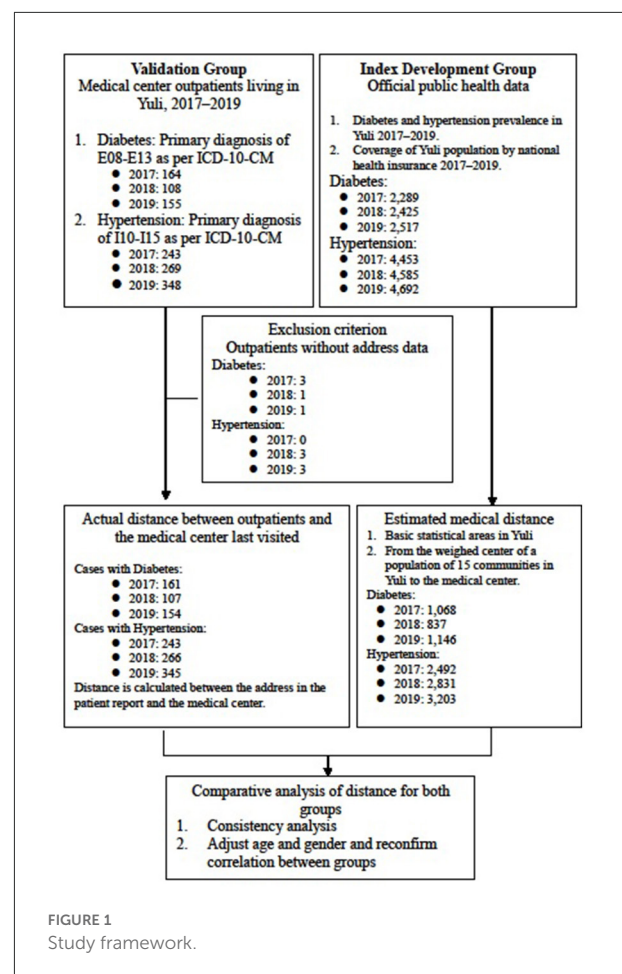 Validation Group
Medical center outpatients living in
Yuli, 2017–2019
1. Diabetes: Primary diagnosis of
E08-E13 as per ICD-10-CM
● 2017: 164
● 2018: 108
● 2019: 155
2. Hypertension: Primary diagnosis
of I10-I15 as per ICD-10-CM
● 2017: 243
● 2018: 269
● 2019: 348
Index Development Group
Official public health data
1. Diabetes and hypertension prevalence in
Yuli 2017–2019.
2. Coverage of Yuli population by national
health insurance 2017–2019.
Diabetes:
● 2017: 2,289
● 2018: 2,425
● 2019: 2,517
Hypertension:
● 2017: 4,453
● 2018: 4,585
● 2019: 4,692
Exclusion criterion
Outpatients without address data
Diabetes:
● 2017: 3
● 2018: 1
● 2019: 1
Hypertension:
● 2017: 0
● 2018: 3
● 2019: 3
Actual distance between outpatients and
the medical center last visited
Cases with Diabetes:
● 2017: 161
● 2018: 107
● 2019: 154
Cases with Hypertension:
● 2017: 243
● 2018: 266
● 2019: 345
Distance is calculated between the address in the
patient report and the medical center.
Estimated medical distance
1. Basic statistical areas in Yuli
2. From the weighed center of a
population of 15 communities in
Yuli to the medical center.
Diabetes:
● 2017: 1,068
● 2018: 837
● 2019: 1,146
Hypertension:
● 2017: 2,492
● 2018: 2,831
● 2019: 3,203
Comparative analysis of distance for both
groups
1. Consistency analysis
2. Adjust age and gender and reconfirm
correlation between groups
FIGURE 1
Study framework.